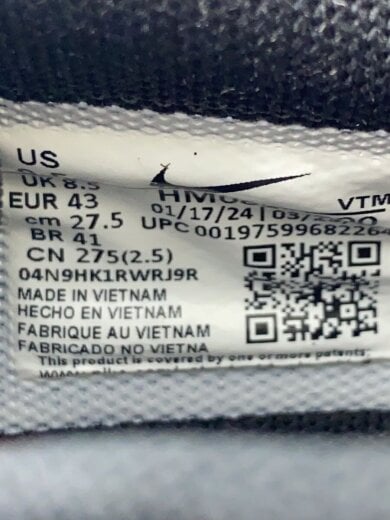 US
UK 8.5
EUR 43 01/17/24
VTM
cm 27.5 UPC 00197599682264
BR 41
CN 275(2.5)
04N9HK1RWRJ9R
MADE IN VIETNAM
HECHO EN VIETNAM
FABRIQUE AU VIETNAM
FABRICADO NO VIETNA
This product is covered by one or more patents.